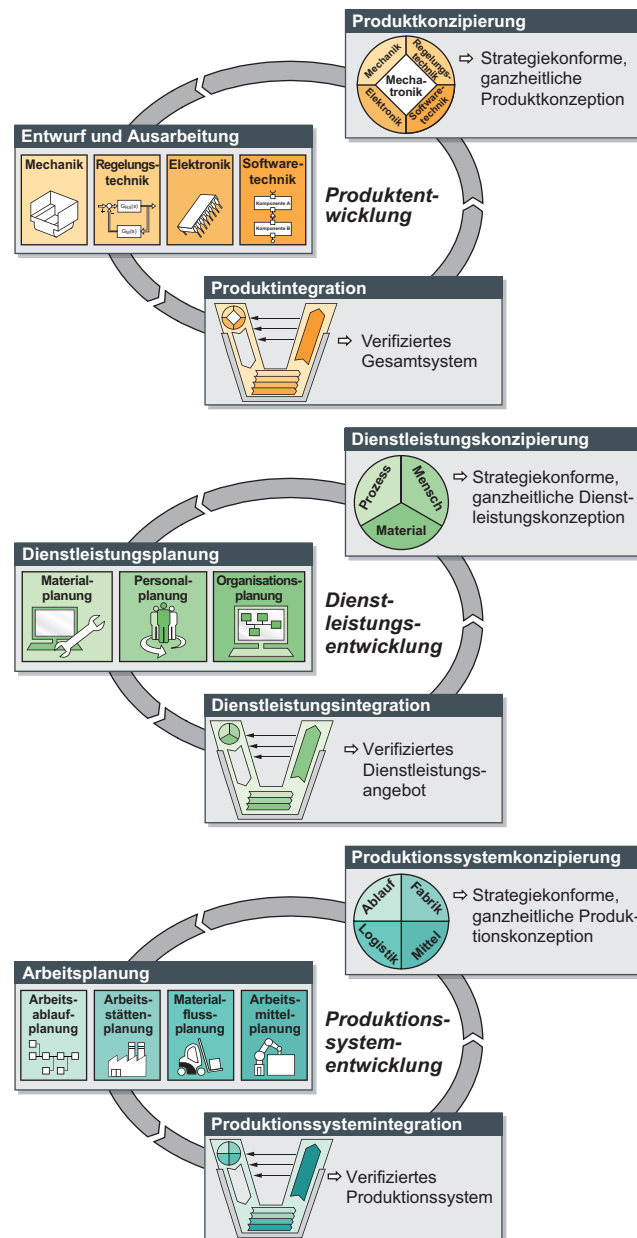 Produktkonzipierung
Mechanik
Regelungs-
technik
Mecha-
tronik
Elektronik
Software-
technik
⇨ Strategiekonforme,
ganzheitliche
Produktkonzeption
Entwurf und Ausarbeitung
Mechanik
Regelungs-
technik
Elektronik
Software-
technik
Komponente A
Komponente B
Produktent-
wicklung
Produktintegration
⇨ Verifiziertes
Gesamtsystem
Dienstleistungskonzipierung
Prozess
Mensch
Material
⇨ Strategiekonforme,
ganzheitliche Dienst-
leistungskonzeption
Dienstleistungsplanung
Material-
planung
Personal-
planung
Organisations-
planung
Dienst-
leistungs-
entwicklung
Dienstleistungsintegration
⇨ Verifiziertes
Dienstleistungs-
angebot
Produktionssystemkonzipierung
Ablauf
Fabrik
Logistik
Mittel
⇨ Strategiekonforme,
ganzheitliche Produk-
tionskonzeption
Arbeitsplanung
Arbeits-
ablauf-
planung
Arbeits-
stätten-
planung
Material-
fluss-
planung
Arbeits-
mittel-
planung
Produktions-
system-
entwicklung
Produktionssystemintegration
⇨ Verifiziertes
Produktionssystem